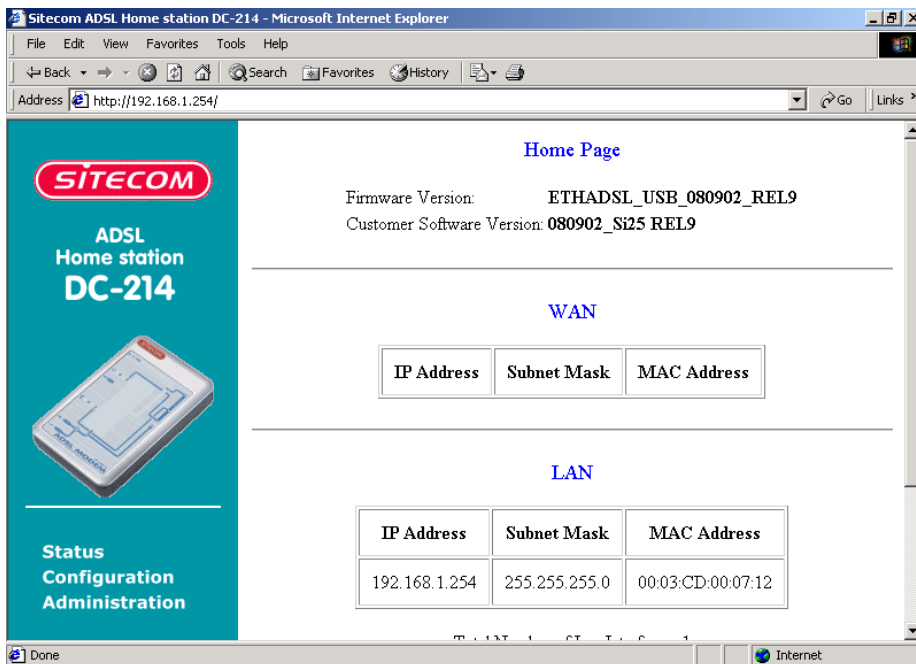 Sitecom ADSL Home station DC-214 - Microsoft Internet Explorer
File Edit View Favorites Tools Help
Back Search Favorites History
Address http://192.168.1.254/ Go Links »
SiTECOM
ADSL
Home station
DC-214
SITECOM
ADSL MODEM
Status
Configuration
Administration
Home Page
Firmware Version: ETHADSL_USB_080902_REL9
Customer Software Version: 080902_Si25 REL9
WAN
IP Address Subnet Mask MAC Address
LAN
IP Address Subnet Mask MAC Address
192.168.1.254 255.255.255.0 00:03:CD:00:07:12
Done Internet